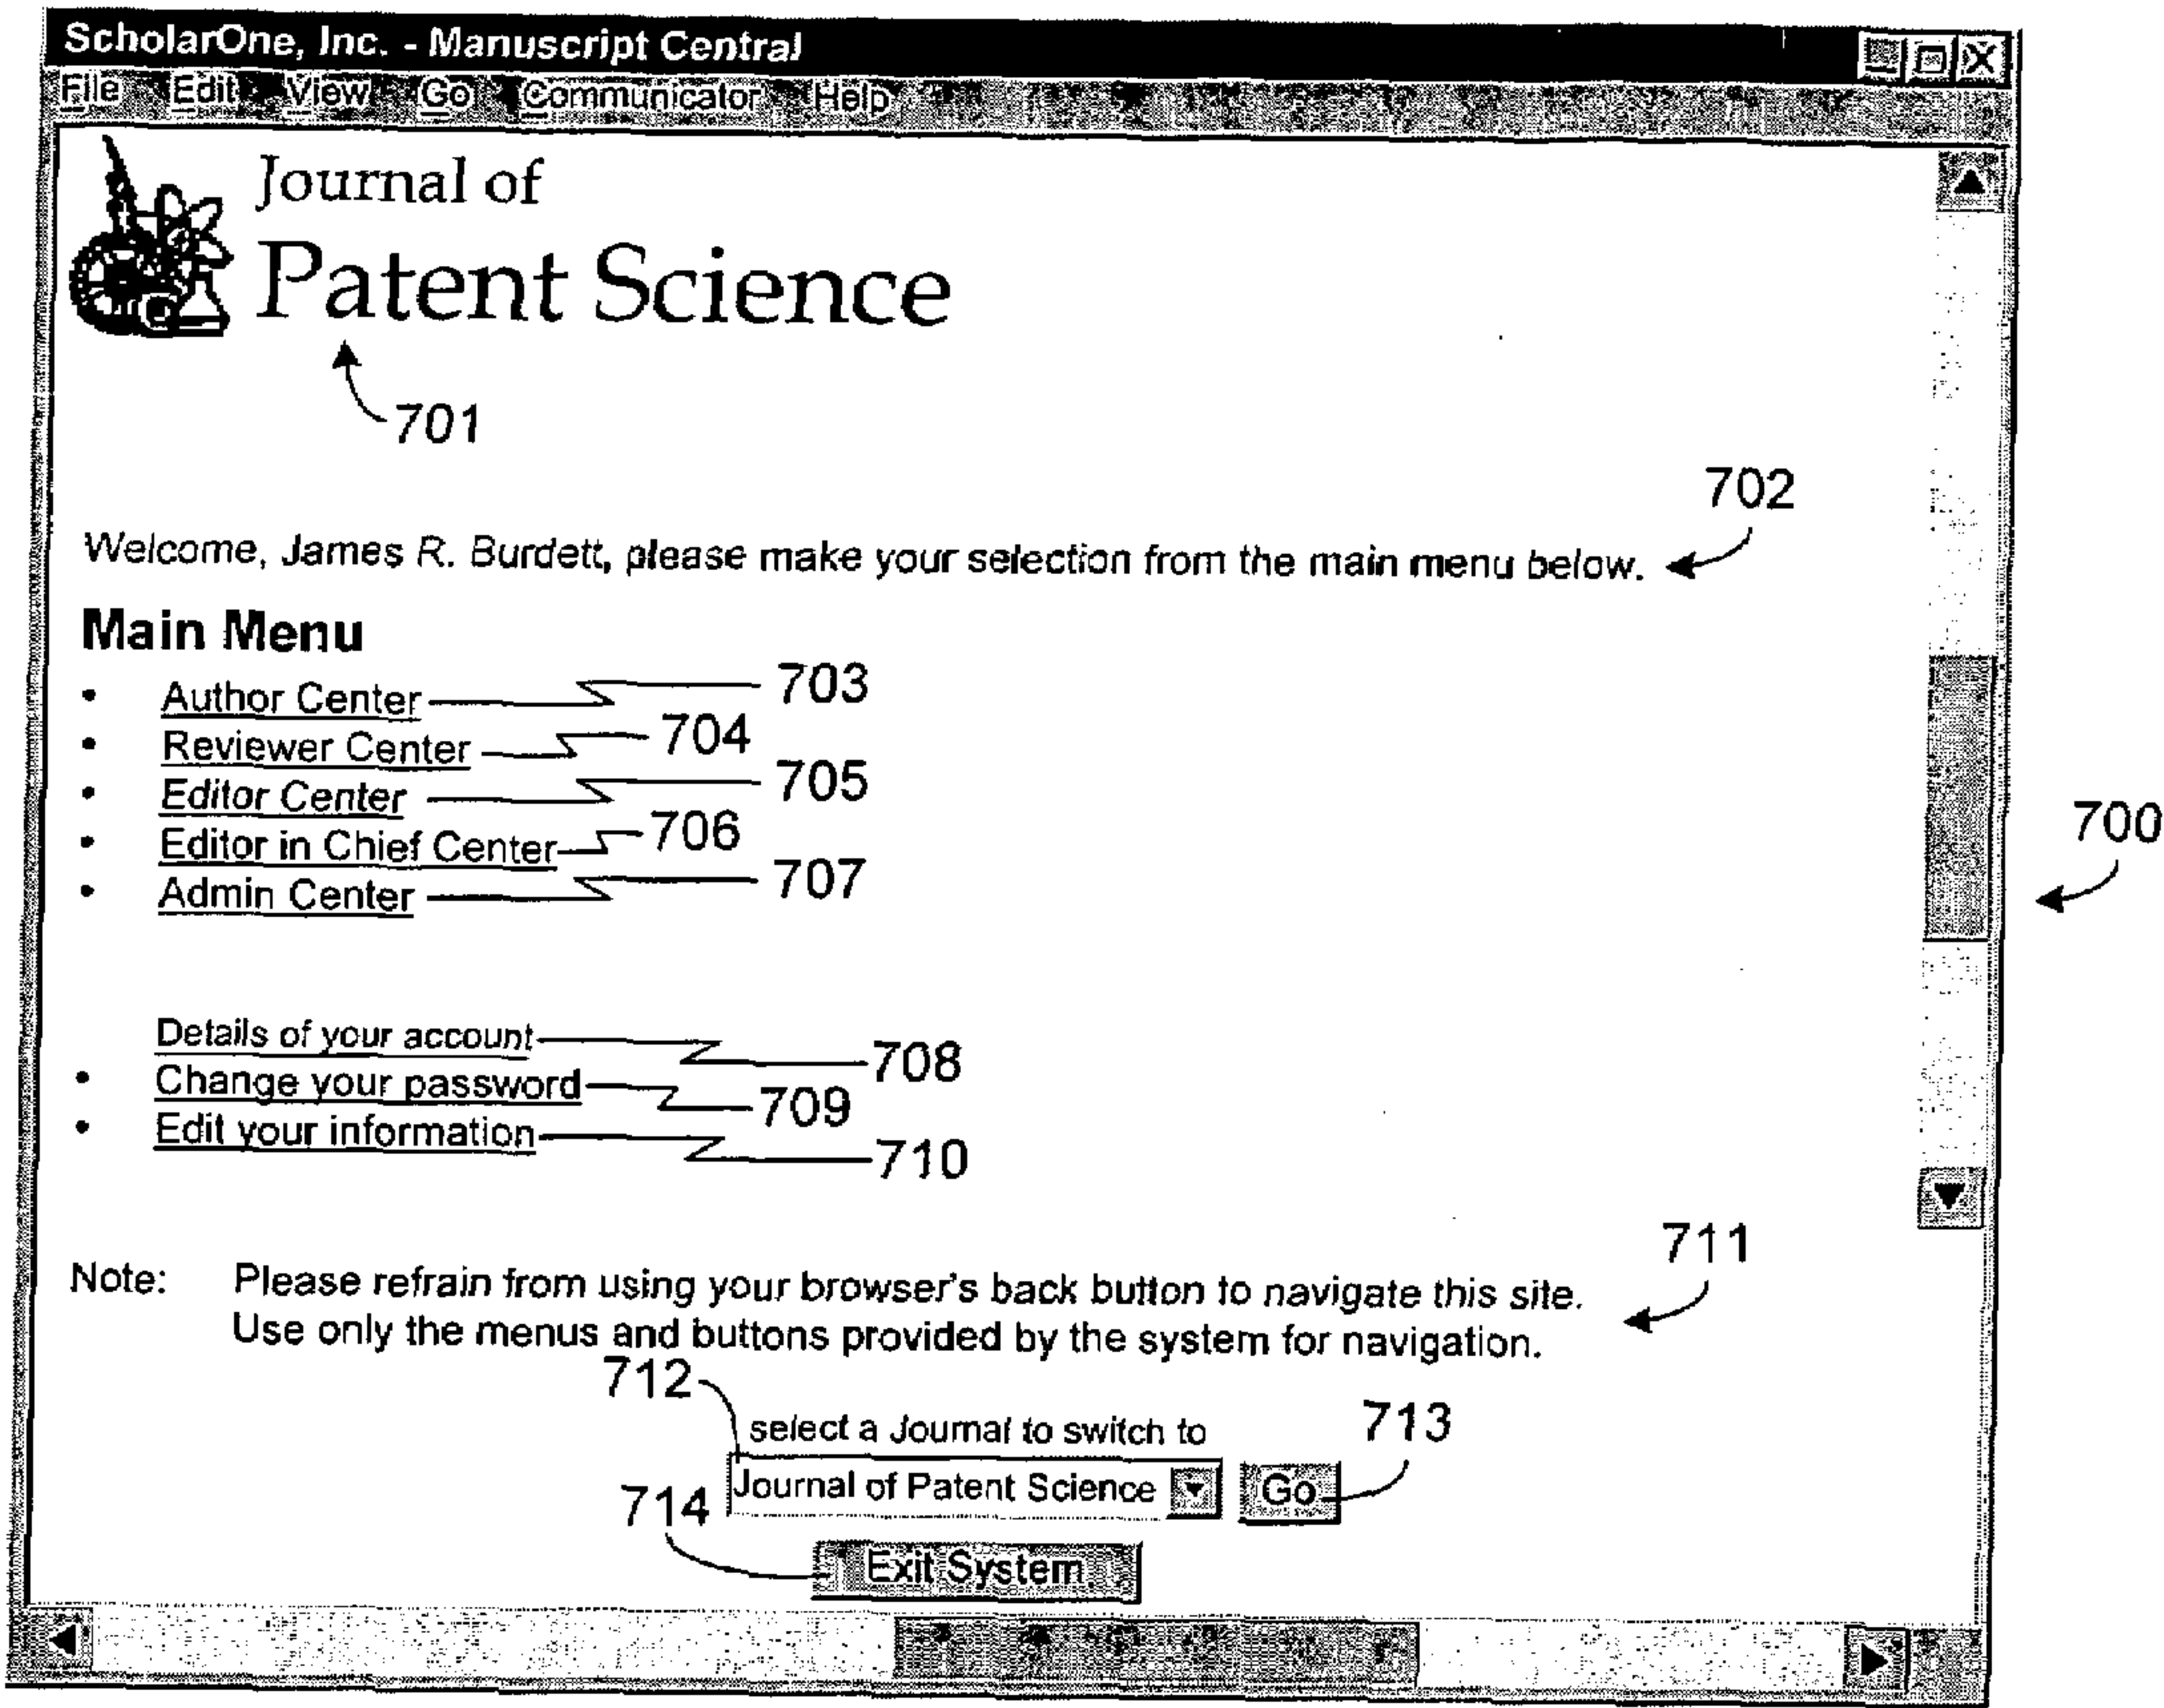 ScholarOne, Inc. - Manuscript Central
File Edit View Go Communicator Help
Journal of
Patent Science
701
702
Welcome, James R. Burdett, please make your selection from the main menu below.
Main Menu
• Author Center 703
• Reviewer Center 704
• Editor Center 705
• Editor in Chief Center 706
• Admin Center 707
700
Details of your account 708
• Change your password 709
• Edit your information 710
711
Note: Please refrain from using your browser's back button to navigate this site.
Use only the menus and buttons provided by the system for navigation.
712
select a Journal to switch to 713
Journal of Patent Science Go
714
Exit System